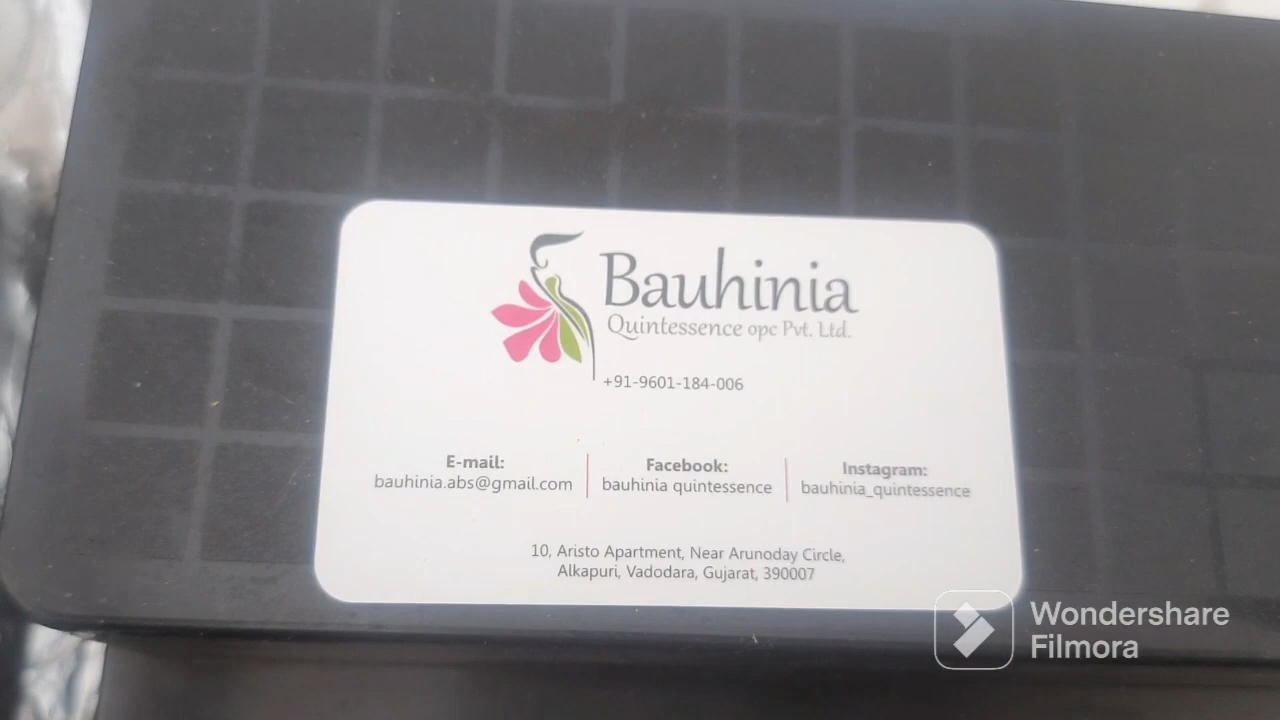 Bauhinia
Quintessence opc Pvt. Ltd.
+91-9601-184-006
E-mail:
bauhinia.abs@gmail.com
Facebook:
bauhinia quintessence
Instagram:
bauhinia_quintessence
10, Aristo Apartment, Near Arunoday Circle,
Alkapuri, Vadodara, Gujarat, 390007
Wondershare
Filmora